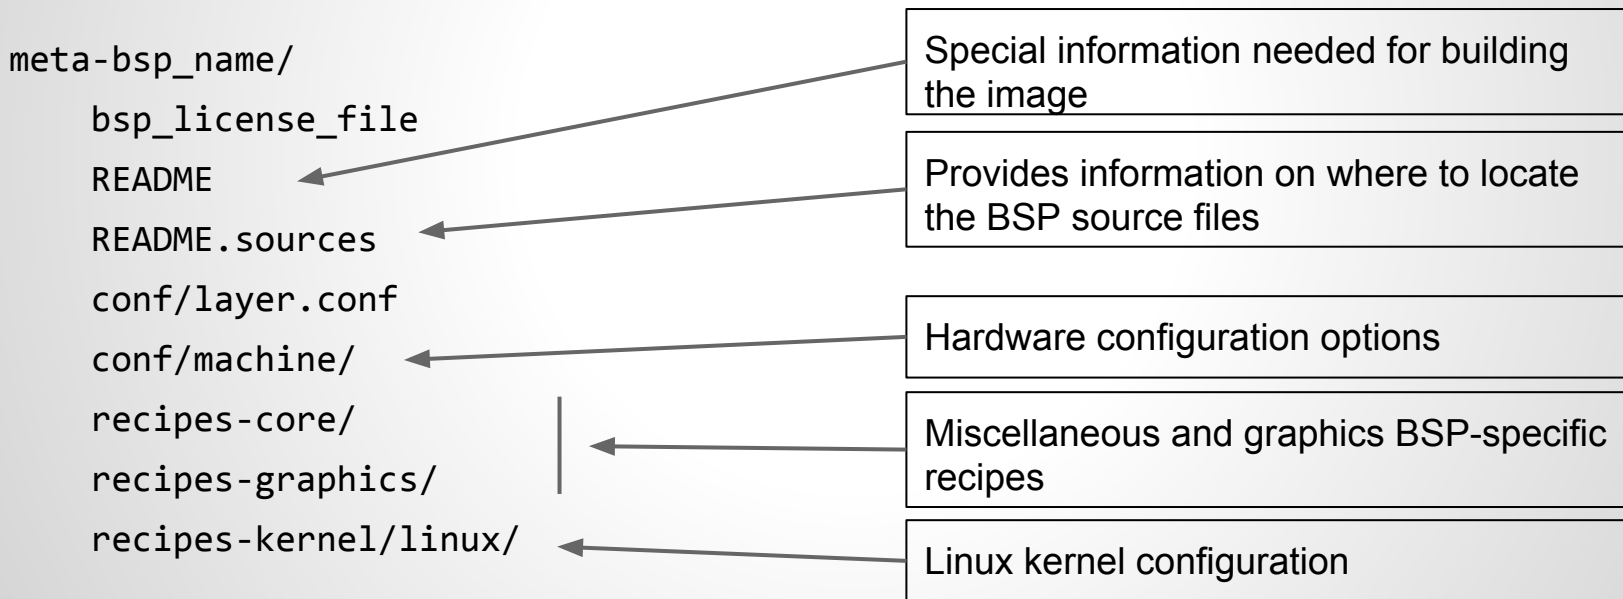 meta-bsp_name/
bsp_license_file
README
README.sources
conf/layer.conf
conf/machine/
recipes-core/
recipes-graphics/
recipes-kernel/linux/
Special information needed for building
the image
Provides information on where to locate
the BSP source files
Hardware configuration options
Miscellaneous and graphics BSP-specific
recipes
Linux kernel configuration